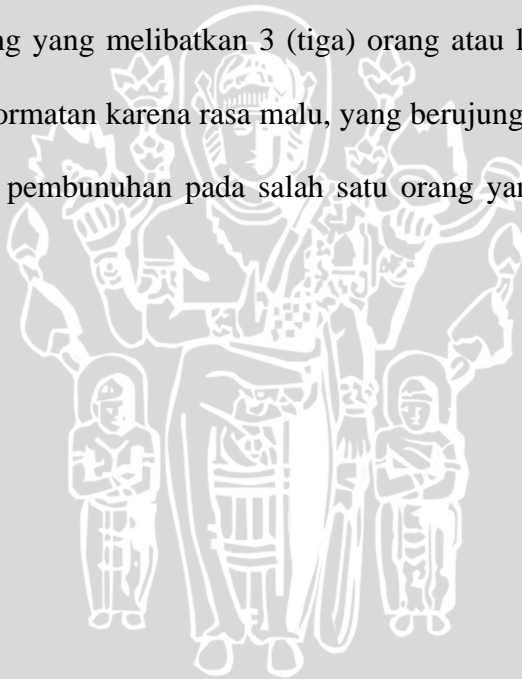 ng yang melibatkan 3 (tiga) orang atau l
ormatan karena rasa malu, yang berujung
pembunuhan pada salah satu orang yan